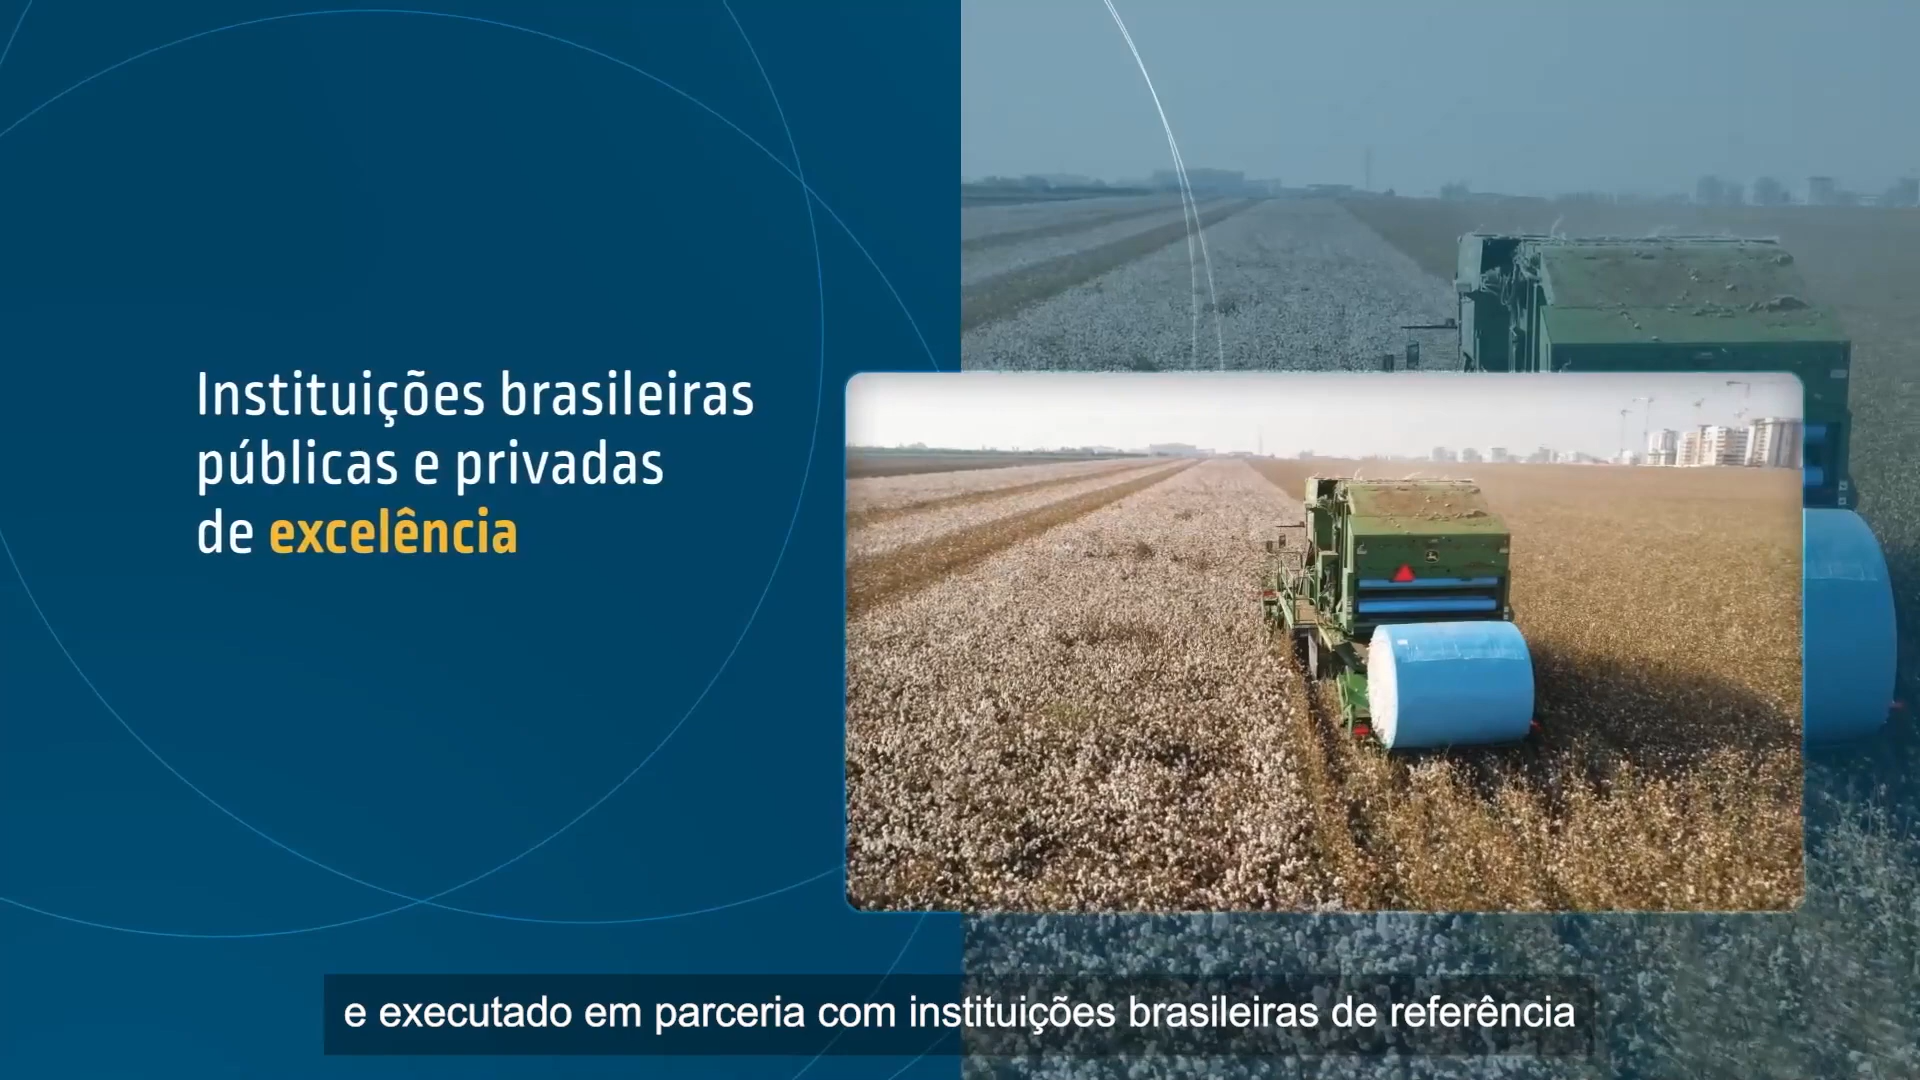 Instituições brasileiras
públicas e privadas
de excelência
e executado em parceria com instituições brasileiras de referência